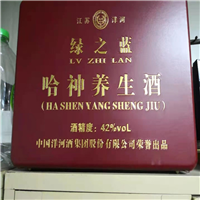 江苏 洋河
绿之蓝
LV ZHI LAN
哈神养生酒
(HA SHEN YANG SHENG JIU)
酒精度：42%voL
中国洋河酒集团股份有限公司荣誉出品